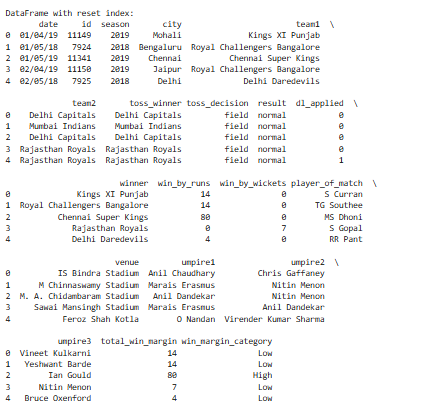 DataFrame with reset index:
date id season city team1 \
0 01/04/19 11149 2019 Mohali Kings XI Punjab
1 01/05/18 7924 2018 Bengaluru Royal Challengers Bangalore
2 01/05/19 11341 2019 Chennai Chennai Super Kings
3 02/04/19 11150 2019 Jaipur Royal Challengers Bangalore
4 02/05/18 7925 2018 Delhi Delhi Daredevils
team2 toss_winner toss_decision result dl_applied \
0 Delhi Capitals Delhi Capitals field normal 0
1 Mumbai Indians Mumbai Indians field normal 0
2 Delhi Capitals Delhi Capitals field normal 0
3 Rajasthan Royals Rajasthan Royals field normal 0
4 Rajasthan Royals Rajasthan Royals field normal 1
winner win_by_runs win_by_wickets player_of_match \
0 Kings XI Punjab 14 0 S Curran
1 Royal Challengers Bangalore 14 0 TG Southee
2 Chennai Super Kings 80 0 MS Dhoni
3 Rajasthan Royals 0 7 S Gopal
4 Delhi Daredevils 4 0 RR Pant
venue umpire1 umpire2 \
0 IS Bindra Stadium Anil Chaudhary Chris Gaffaney
1 M Chinnaswamy Stadium Marais Erasmus Nitin Menon
2 M. A. Chidambaram Stadium Anil Dandekar Nitin Menon
3 Sawai Mansingh Stadium Marais Erasmus Anil Dandekar
4 Feroz Shah Kotla O Nandan Virender Kumar Sharma
umpire3 total_win_margin win_margin_category
0 Vineet Kulkarni 14 Low
1 Yeshwant Barde 14 Low
2 Ian Gould 80 High
3 Nitin Menon 7 Low
4 Bruce Oxenford 4 Low